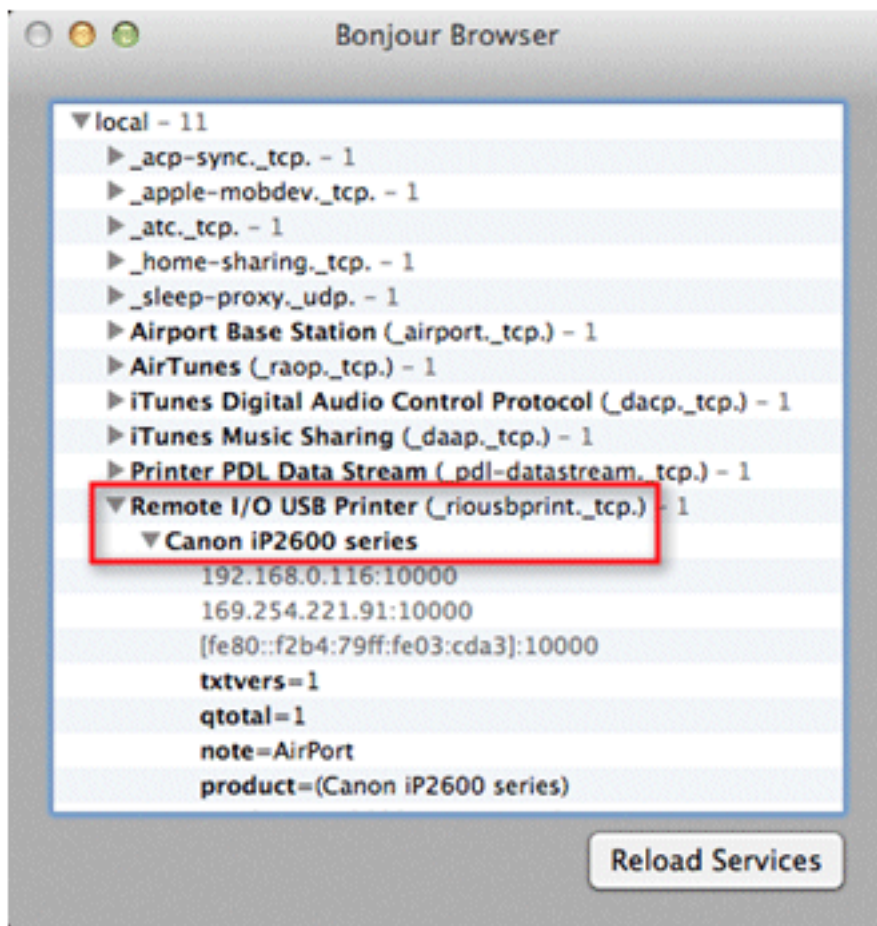 Bonjour Browser
local – 11
_acp-sync._tcp. – 1
_apple-mobdev._tcp. – 1
_atc._tcp. – 1
_home-sharing._tcp. – 1
_sleep-proxy._udp. – 1
Airport Base Station (_airport._tcp.) – 1
AirTunes (_raop._tcp.) – 1
iTunes Digital Audio Control Protocol (_dacp._tcp.) – 1
iTunes Music Sharing (_daap._tcp.) – 1
Printer PDL Data Stream (_pdl-datastream._tcp.) – 1
Remote I/O USB Printer (_riousbprint._tcp.) – 1
Canon iP2600 series
192.168.0.116:10000
169.254.221.91:10000
[fe80::f2b4:79ff:fe03:cda3]:10000
txtvers=1
qtotal=1
note=AirPort
product=(Canon iP2600 series)
Reload Services